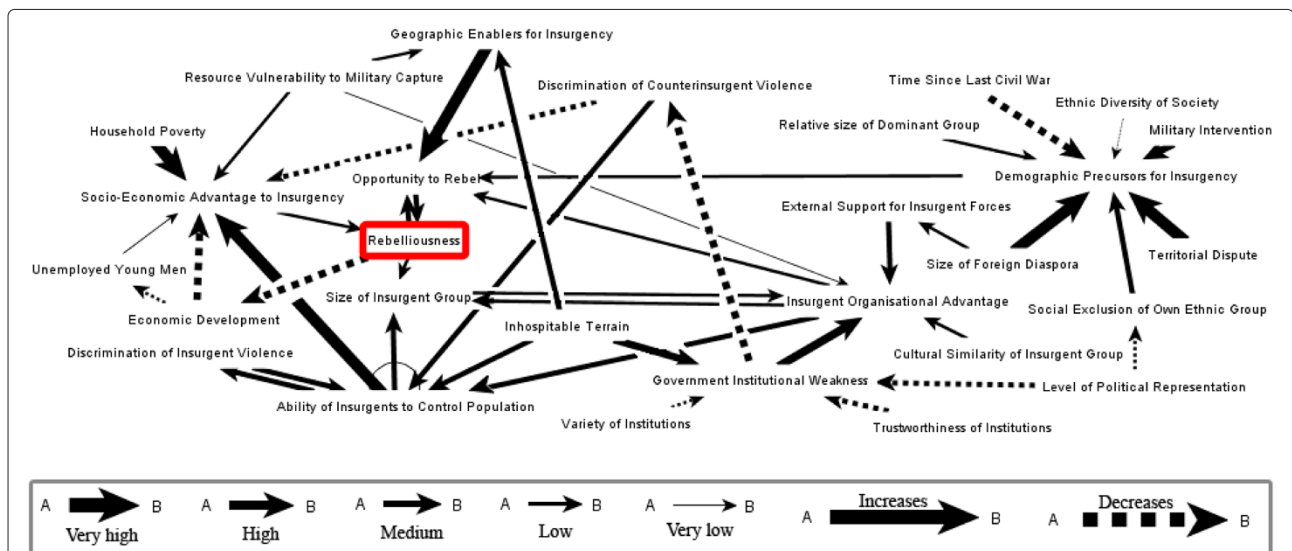 Geographic Enablers for Insurgency
Resource Vulnerability to Military Capture
Discrimination of Counterinsurgent Violence
Time Since Last Civil War
Ethnic Diversity of Society
Household Poverty
Relative size of Dominant Group
Military Intervention
Opportunity to Rebel
Demographic Precursors for Insurgency
Socio-Economic Advantage to Insurgency
External Support for Insurgent Forces
Rebelliousness
Territorial Dispute
Unemployed Young Men
Size of Foreign Diaspora
Size of Insurgent Group
Insurgent Organisational Advantage
Social Exclusion of Own Ethnic Group
Economic Development
Inhospitable Terrain
Discrimination of Insurgent Violence
Cultural Similarity of Insurgent Group
Government Institutional Weakness
Level of Political Representation
Ability of Insurgents to Control Population
Variety of Institutions
Trustworthiness of Institutions
A B A B A B A B A B A Increases B A Decreases B
Very high High Medium Low Very low